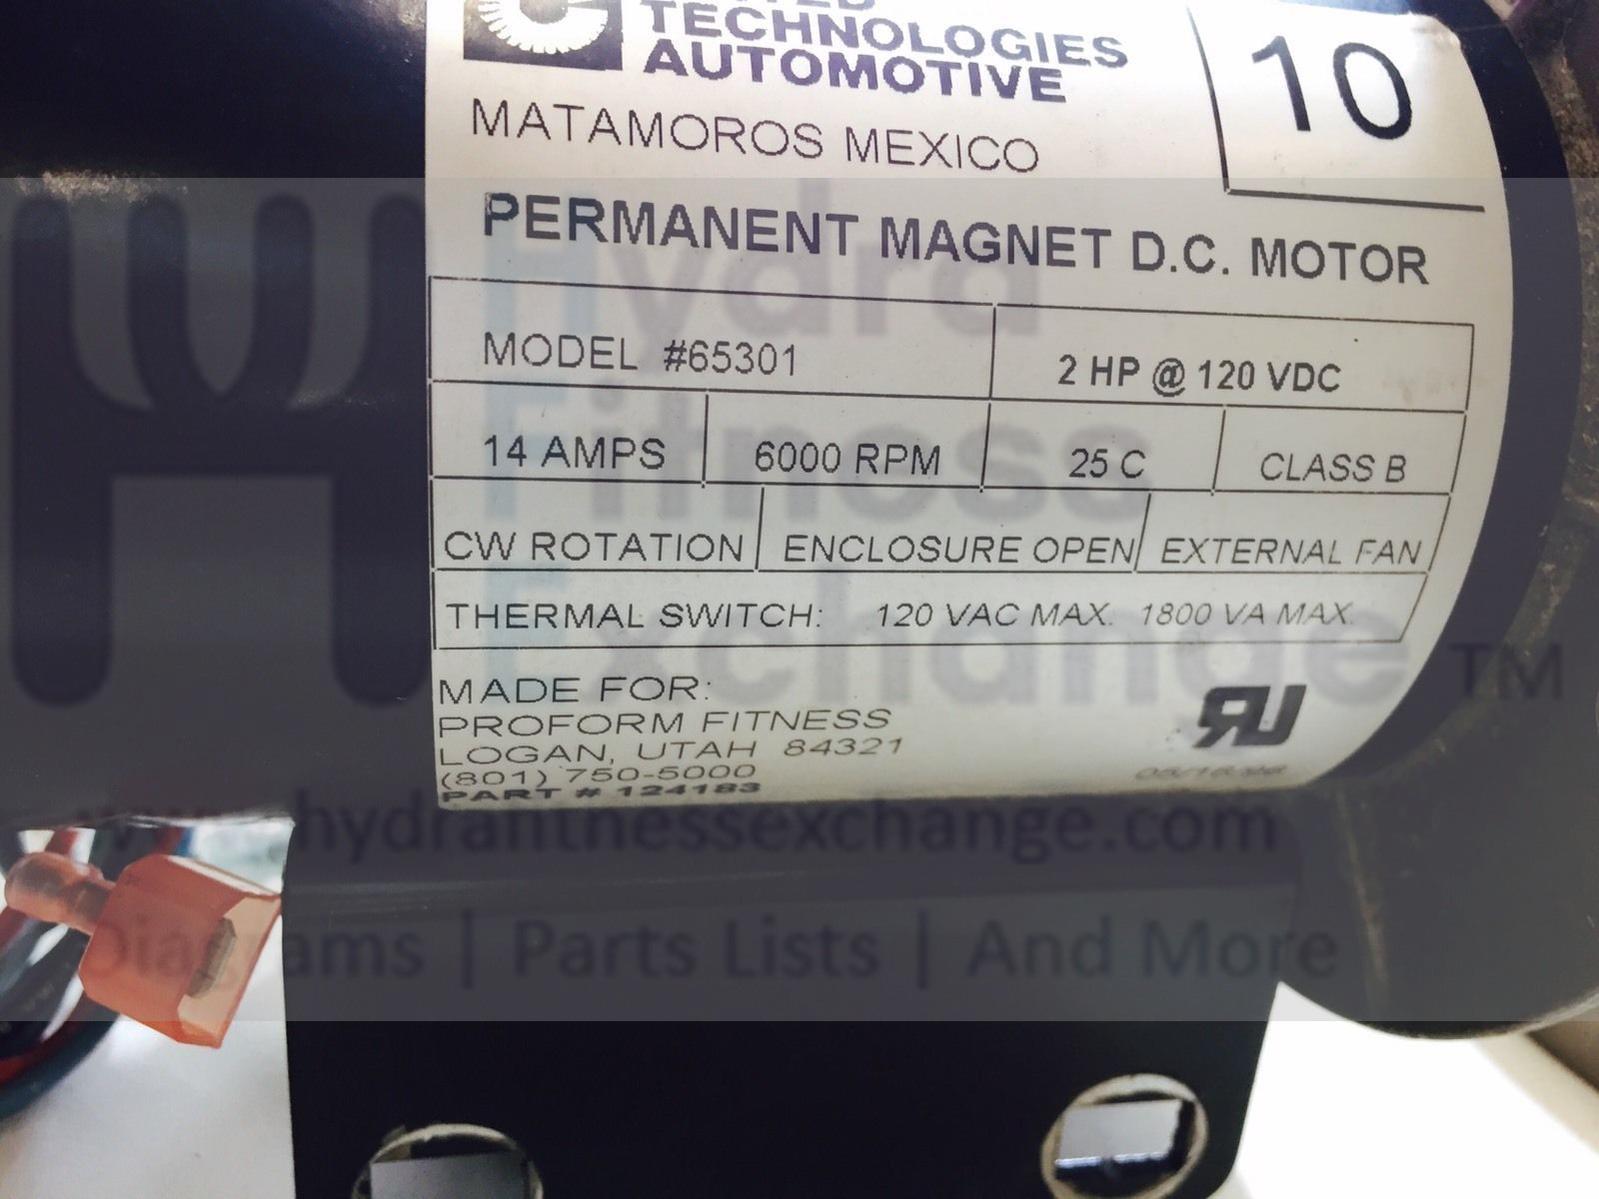 TECHNOLOGIES
AUTOMOTIVE
10
MATAMOROS MEXICO
PERMANENT MAGNET D.C. MOTOR
MODEL #65301 2 HP @ 120 VDC
14 AMPS 6000 RPM 25 C CLASS B
CW ROTATION ENCLOSURE OPEN EXTERNAL FAN
THERMAL SWITCH: 120 VAC MAX. 1800 VA MAX.
MADE FOR:
PROFORM FITNESS
LOGAN, UTAH 84321
(801) 750-5000
PART # 124183
Hydra
Fitness
Exchange TM
www.hydrafitnessexchange.com
Diagrams | Parts Lists | And More